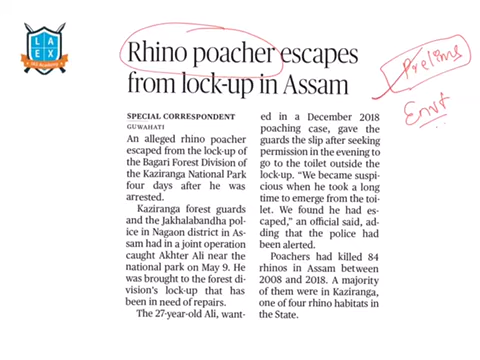 LAEX
IAS Academy
Rhino poacher escapes
from lock-up in Assam
Prelims
Envt
SPECIAL CORRESPONDENT
GUWAHATI
An alleged rhino poacher
escaped from the lock-up of
the Bagari Forest Division of
the Kaziranga National Park
four days after he was
arrested.
Kaziranga forest guards
and the Jakhalabandha po-
lice in Nagaon district in As-
sam had in a joint operation
caught Akhter Ali near the
national park on May 9. He
was brought to the forest di-
vision's lock-up that has
been in need of repairs.
The 27-year-old Ali, want-
ed in a December 2018
poaching case, gave the
guards the slip after seeking
permission in the evening to
go to the toilet outside the
lock-up. "We became suspi-
cious when he took a long
time to emerge from the toi-
let. We found he had es-
caped," an official said, ad-
ding that the police had
been alerted.
Poachers had killed 84
rhinos in Assam between
2008 and 2018. A majority
of them were in Kaziranga,
one of four rhino habitats in
the State.